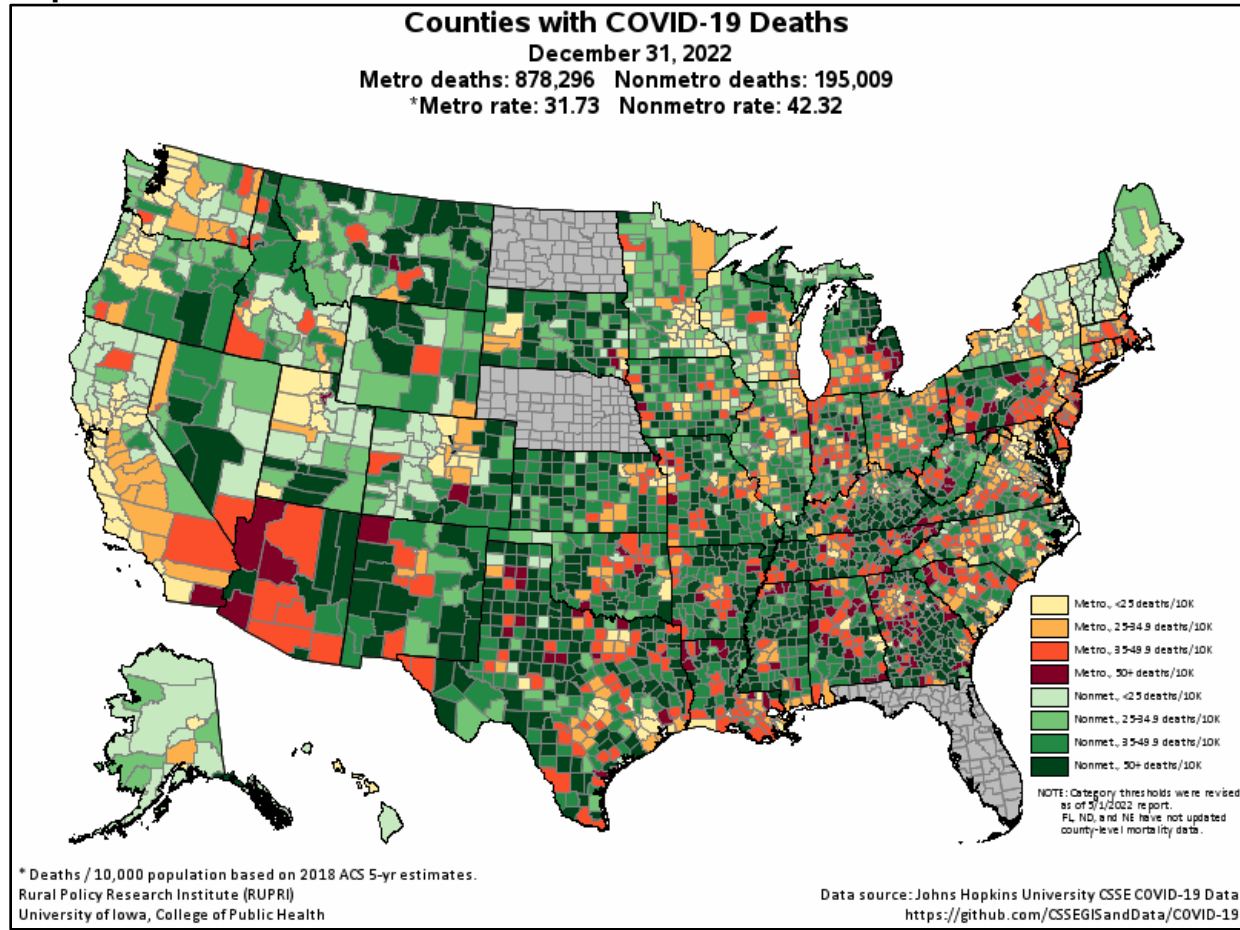 Counties with COVID-19 Deaths
December 31, 2022
Metro deaths: 878,296   Nonmetro deaths: 195,009
*Metro rate: 31.73   Nonmetro rate: 42.32
Metro., <25 deaths/10K
Metro., 25-34.9 deaths/10K
Metro., 35-49.9 deaths/10K
Metro., 50+ deaths/10K
Nonmet., <25 deaths/10K
Nonmet., 25-34.9 deaths/10K
Nonmet., 35-49.9 deaths/10K
Nonmet., 50+ deaths/10K
NOTE: Category thresholds were revised
as of 5/1/2022 report.
FL, ND, and NE have not updated
county-level mortality data.
* Deaths / 10,000 population based on 2018 ACS 5-yr estimates.
Rural Policy Research Institute (RUPRI)
University of Iowa, College of Public Health
Data source: Johns Hopkins University CSSE COVID-19 Data
https://github.com/CSSEGISandData/COVID-19